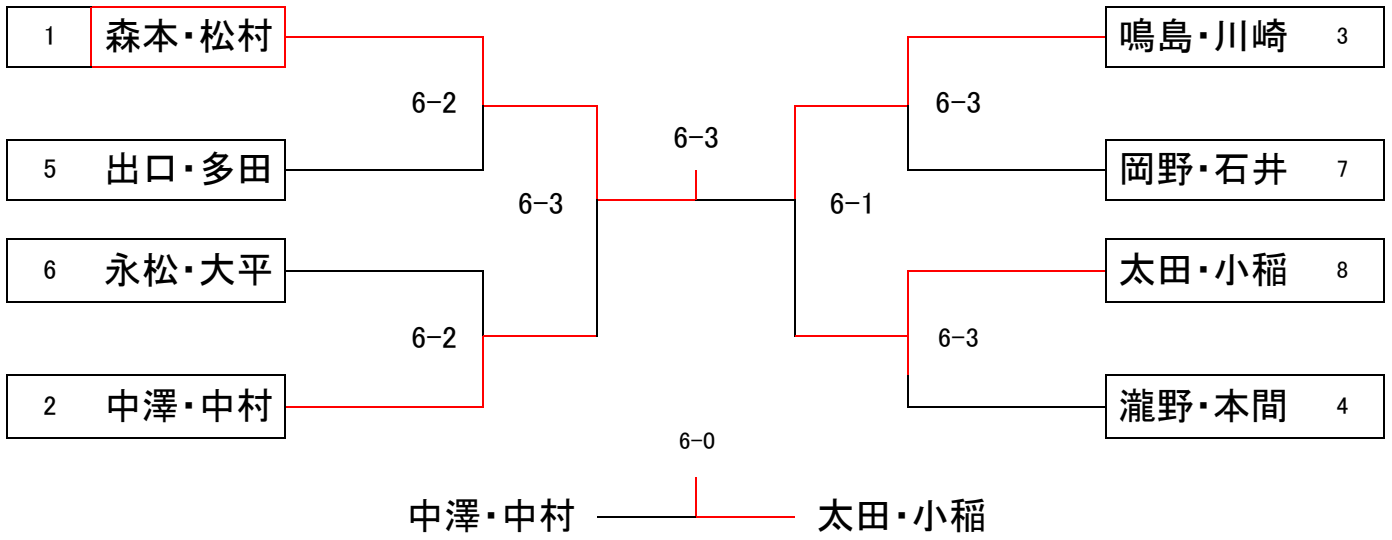 1 森本・松村
鳴島・川崎 3
6-2
6-3
6-3
5 出口・多田
岡野・石井 7
6-3
6-1
6 永松・大平
太田・小稲 8
6-2
6-3
2 中澤・中村
瀧野・本間 4
6-0
中澤・中村
太田・小稲